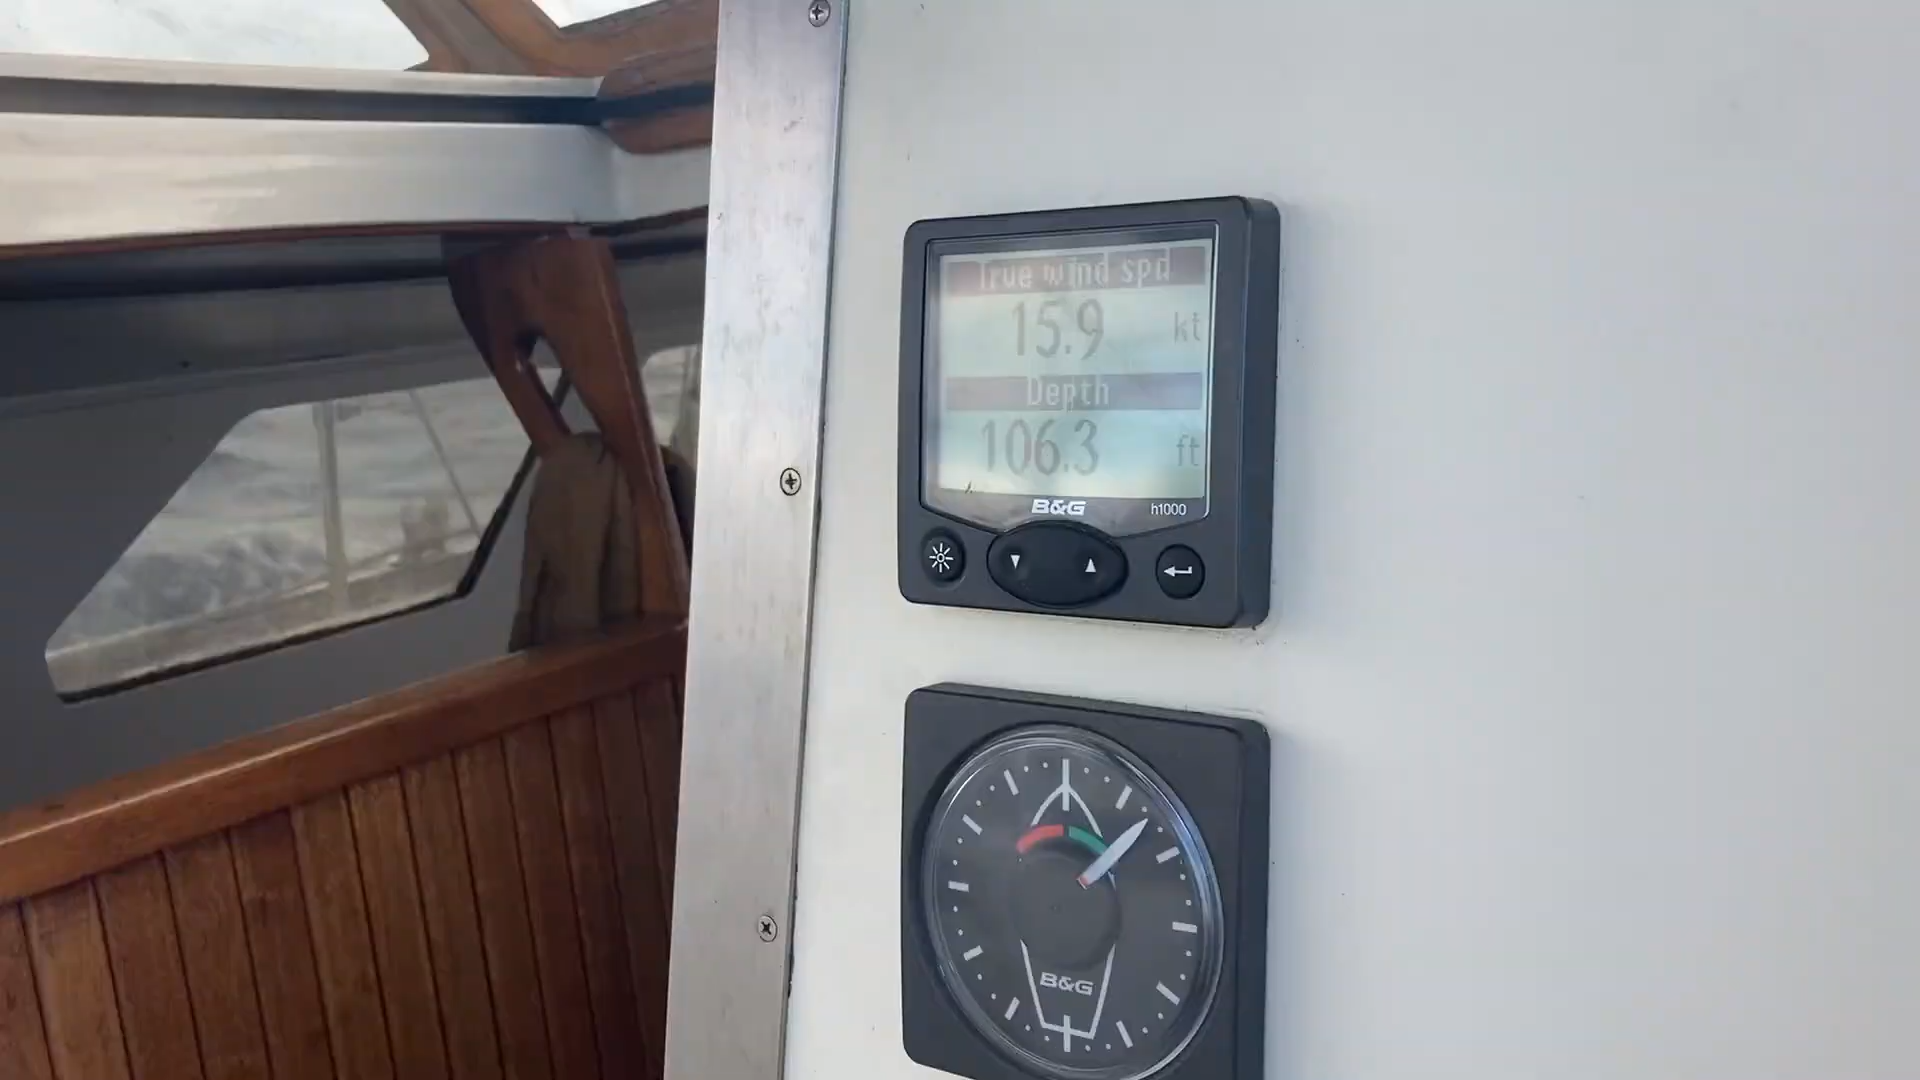 True wind spd
15.9 kt
Depth
106.3 ft
B&G h1000
B&G